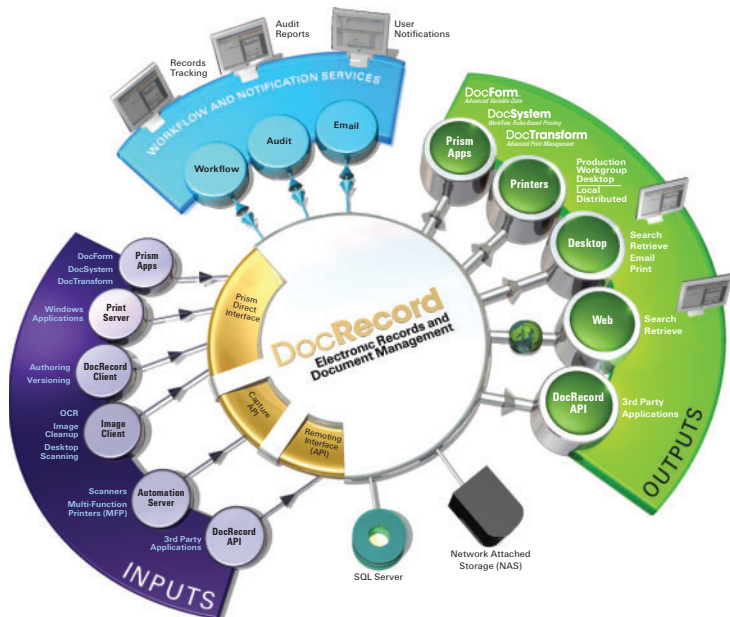 Audit
Reports
User
Notifications
Records
Tracking
WORKFLOW AND NOTIFICATION SERVICES
Workflow
Audit
Email
DocForm™
Advanced Variable Data
DocSystem
Workflow Rules-Based Printing
DocTransform
Advanced Print Management
Prism
Apps
Printers
Production
Workgroup
Desktop
Local
Distributed
Desktop
Search
Retrieve
Email
Print
Web
Search
Retrieve
DocRecord
API
3rd Party
Applications
OUTPUTS
DocForm
DocSystem
DocTransform
Prism
Apps
Windows
Applications
Print
Server
Authoring
Versioning
DocRecord
Client
OCR
Image
Cleanup
Desktop
Scanning
Image
Client
Scanners
Multi-Function
Printers (MFP)
Automation
Server
3rd Party
Applications
DocRecord
API
INPUTS
Prism
Direct
Interface
Capture
API
Remoting
Interface
(API)
DocRecord
Electronic Records and
Document Management
SQL Server
Network Attached
Storage (NAS)